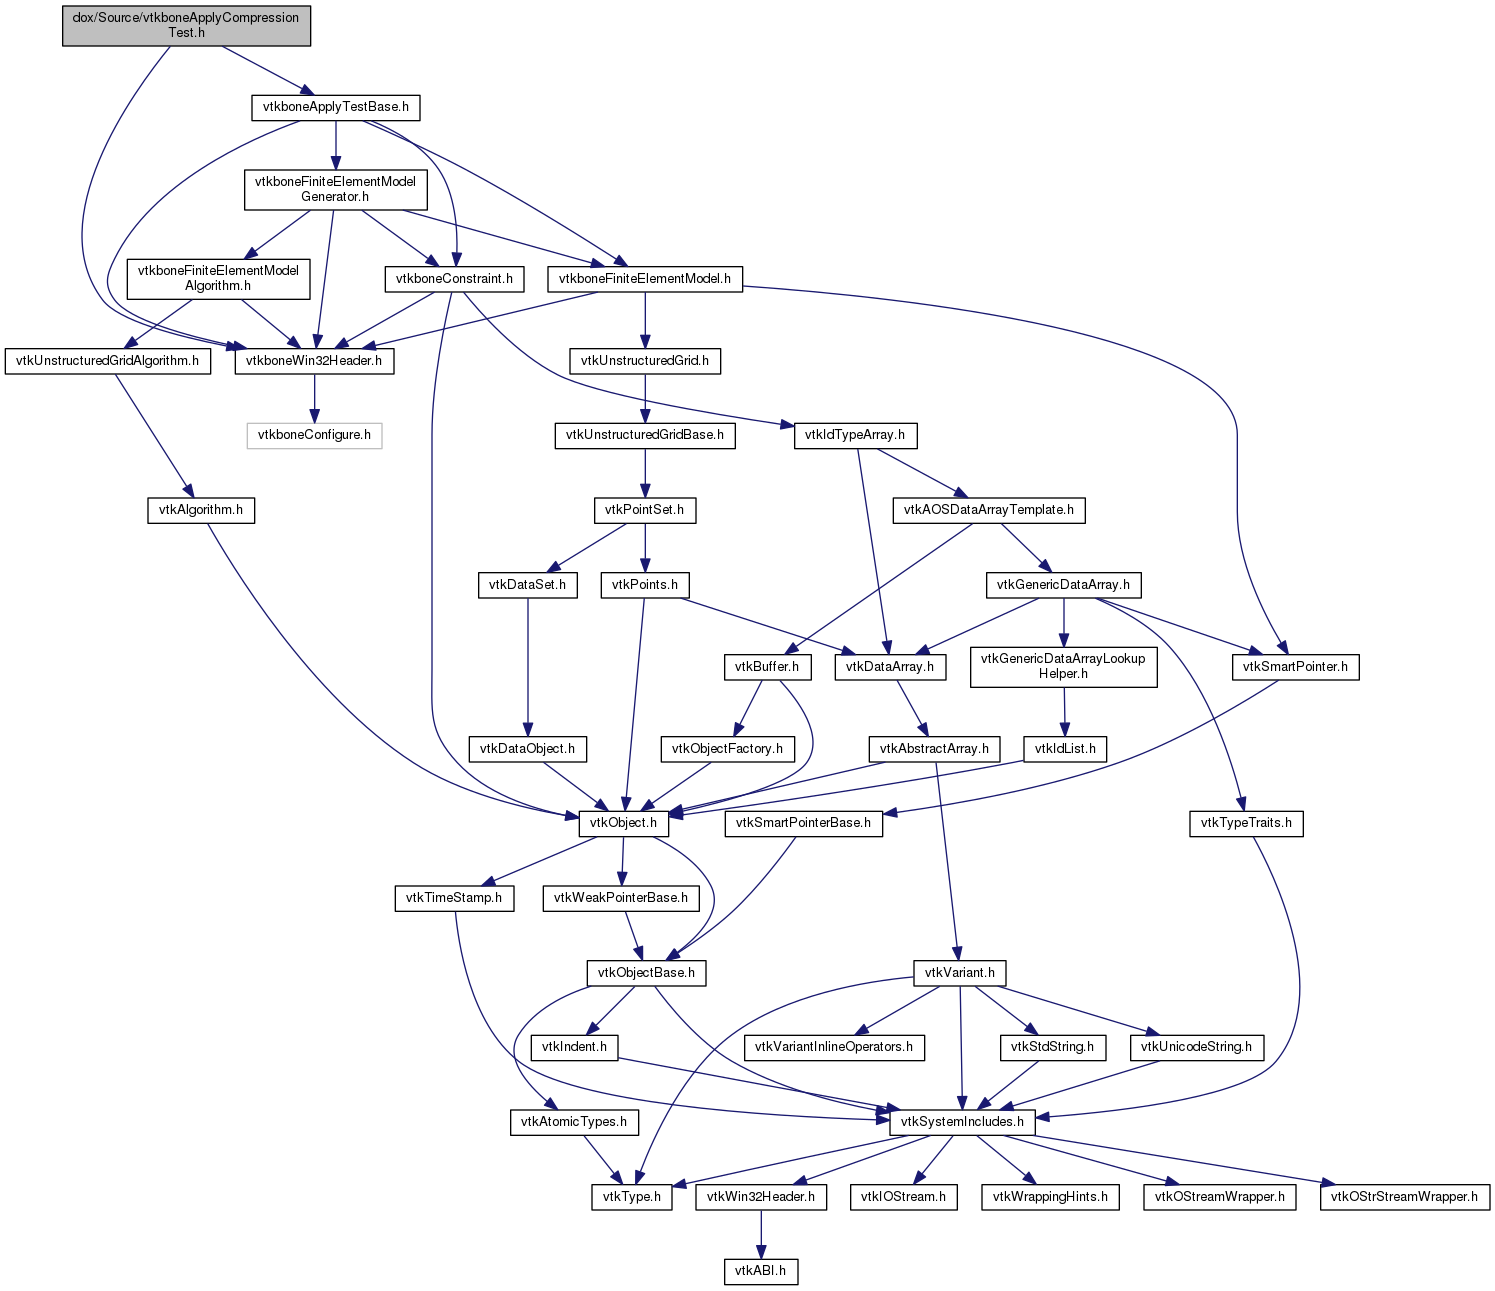 dox/Source/vtkboneApplyCompression
Test.h
vtkboneApplyTestBase.h
vtkboneFiniteElementModel
Generator.h
vtkboneFiniteElementModel
Algorithm.h
vtkboneConstraint.h
vtkboneFiniteElementModel.h
vtkUnstructuredGridAlgorithm.h
vtkboneWin32Header.h
vtkUnstructuredGrid.h
vtkboneConfigure.h
vtkUnstructuredGridBase.h
vtkIdTypeArray.h
vtkAlgorithm.h
vtkPointSet.h
vtkAOSDataArrayTemplate.h
vtkDataSet.h
vtkPoints.h
vtkGenericDataArray.h
vtkBuffer.h
vtkDataArray.h
vtkGenericDataArrayLookup
Helper.h
vtkSmartPointer.h
vtkDataObject.h
vtkObjectFactory.h
vtkAbstractArray.h
vtkIdList.h
vtkObject.h
vtkSmartPointerBase.h
vtkTypeTraits.h
vtkTimeStamp.h
vtkWeakPointerBase.h
vtkObjectBase.h
vtkVariant.h
vtkIndent.h
vtkVariantInlineOperators.h
vtkStdString.h
vtkUnicodeString.h
vtkAtomicTypes.h
vtkSystemIncludes.h
vtkType.h
vtkWin32Header.h
vtkIOStream.h
vtkWrappingHints.h
vtkOStreamWrapper.h
vtkOStrStreamWrapper.h
vtkABI.h